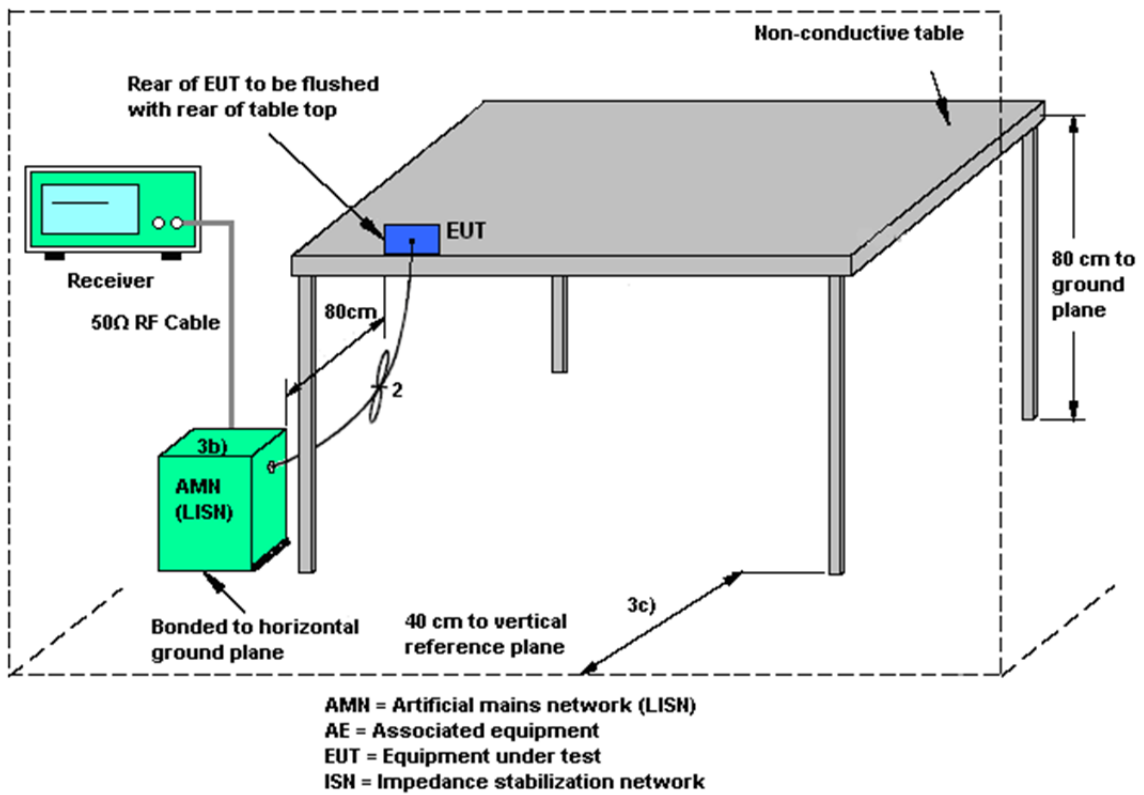 Non-conductive table
Rear of EUT to be flushed
with rear of table top
EUT
Receiver
50Ω RF Cable
80cm
80 cm to
ground
plane
2
3b)
AMN
(LISN)
3c)
Bonded to horizontal
ground plane
40 cm to vertical
reference plane
AMN = Artificial mains network (LISN)
AE = Associated equipment
EUT = Equipment under test
ISN = Impedance stabilization network